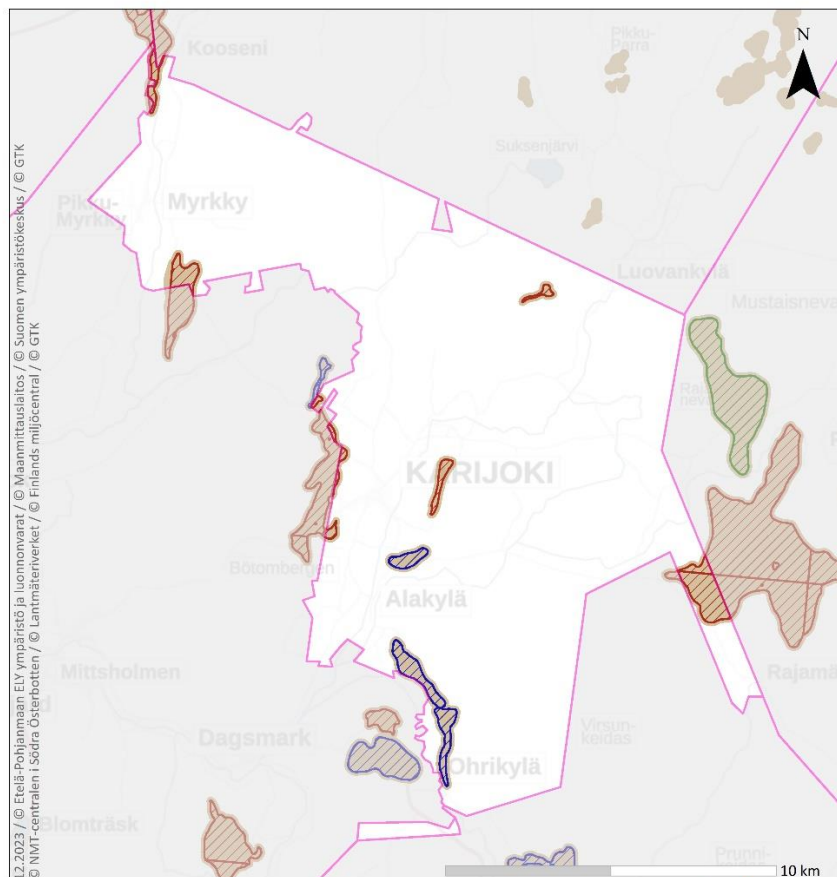 N
Kooseni
Pikku-
Parra
Suksenjärvi
Pikku-
Myrkky
Myrkky
Luovankylä
Mustaisneva
KARIJOKI
Bötombergen
Alakylä
Mittsholmen
Rajamä
Virsun-
keidas
Dagsmark
Ohrikylä
Blomträsk
Prunni-
10 km
12.2023 / © Etelä-Pohjanmaan ELY ympäristö ja luonnonvarat / © Maanmittauslaitos / © Suomen ympäristökeskus / © GTK
© NMT-centralen i Södra Österbotten / © Lantmäteriverket / © Finlands miljöcentral / © GTK